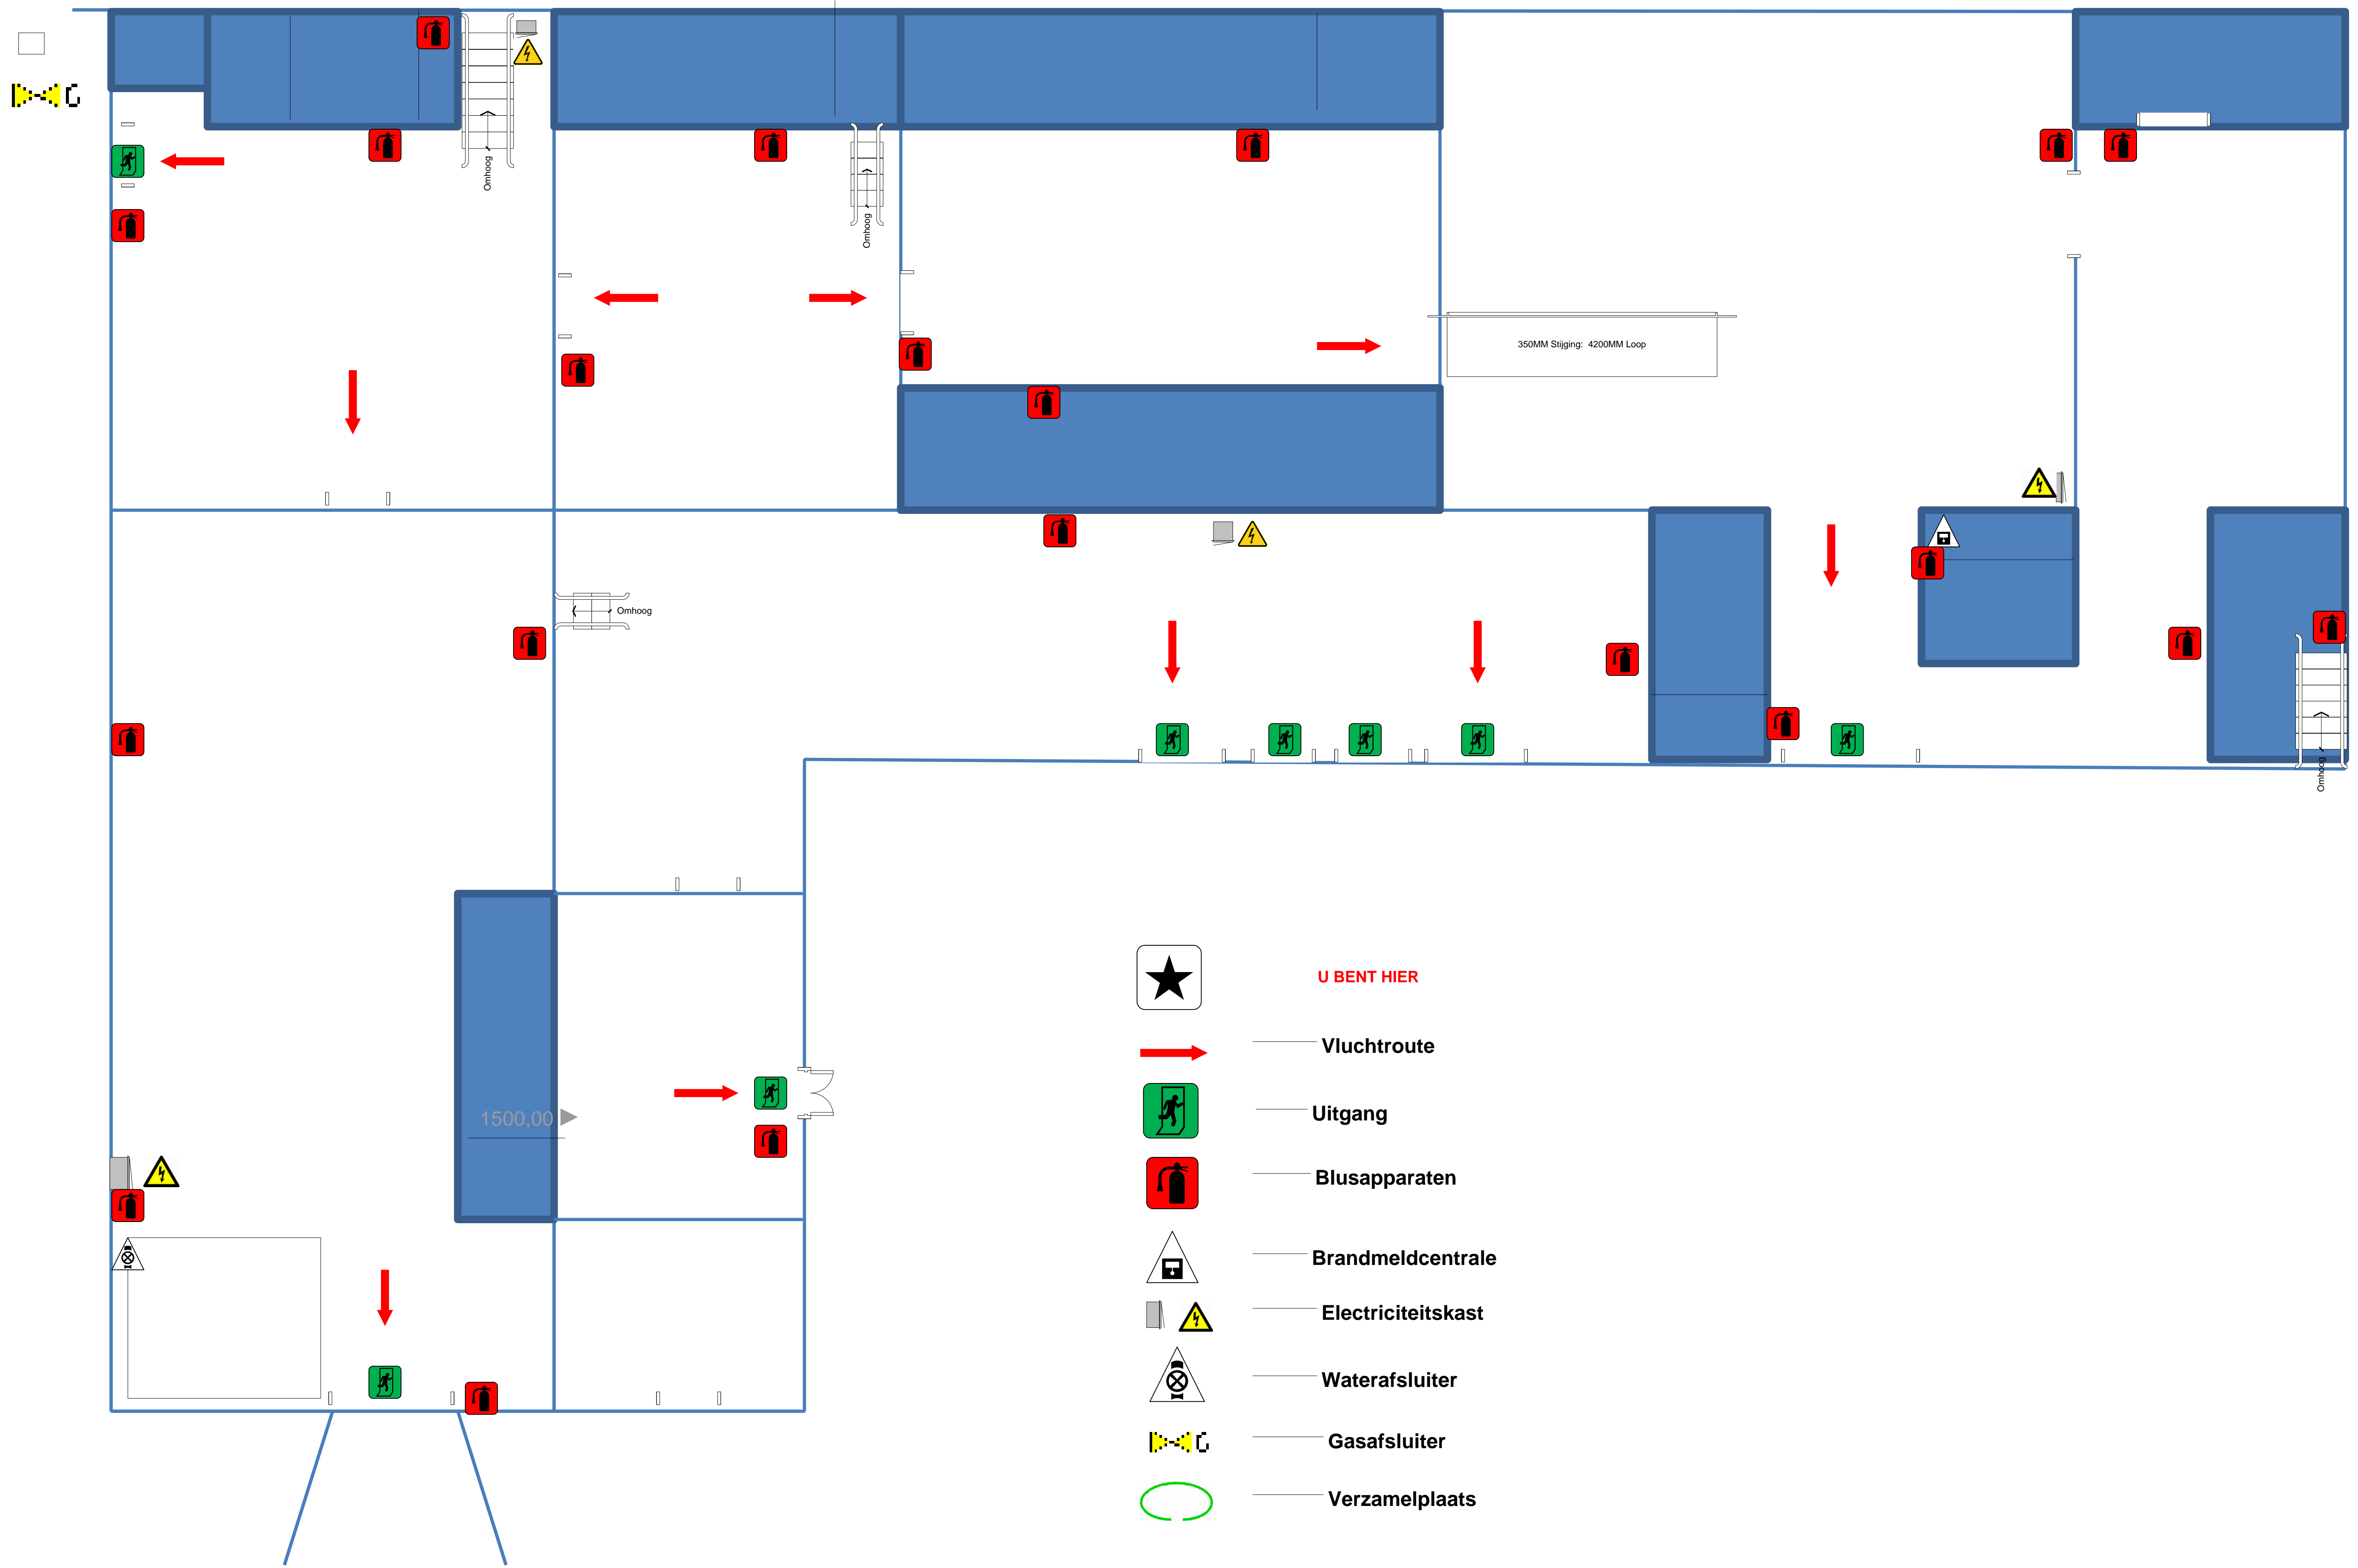 Omhoog
Omhoog
350MM Stijging:  4200MM Loop
Omhoog
Omhoog
U BENT HIER
Vluchtroute
1500,00
Uitgang
Blusapparaten
Brandmeldcentrale
Electriciteitskast
Waterafsluiter
Gasafsluiter
Verzamelplaats